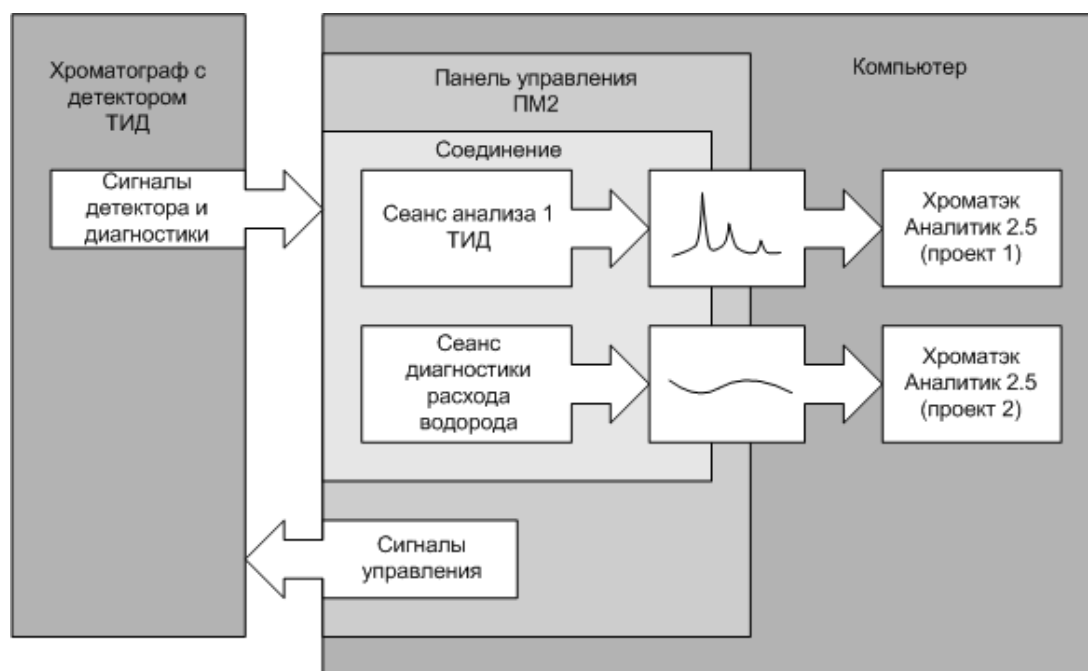 Хроматограф с
детектором
ТИД
Сигналы
детектора и
диагностики
Панель управления
ПМ2
Компьютер
Соединение
Сеанс анализа 1
ТИД
Хроматэк
Аналитик 2.5
(проект 1)
Сеанс
диагностики
расхода
водорода
Хроматэк
Аналитик 2.5
(проект 2)
Сигналы
управления